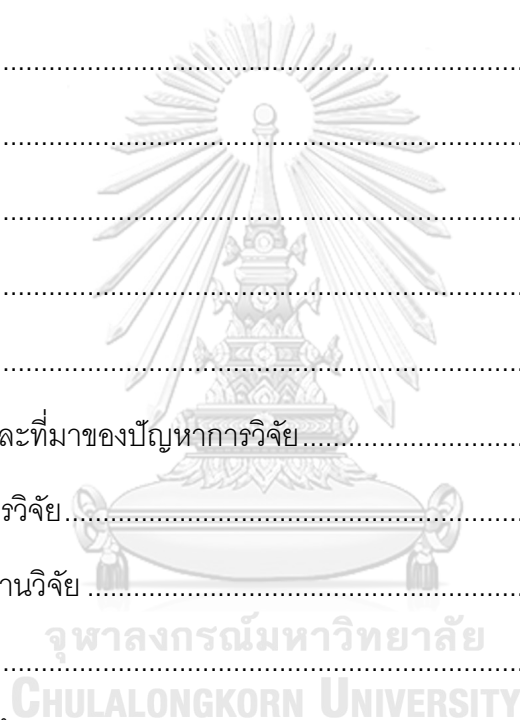 ....................................................................
....................................................................
....................................................................
....................................................................
....................................................................
ละที่มาของปัญหาการวิจัย............................
รวิจัย............................................................
านวิจัย.........................................................
จุฬาลงกรณ์มหาวิทยาลัย
....................................................................
CHULALONGKORN UNIVERSITY